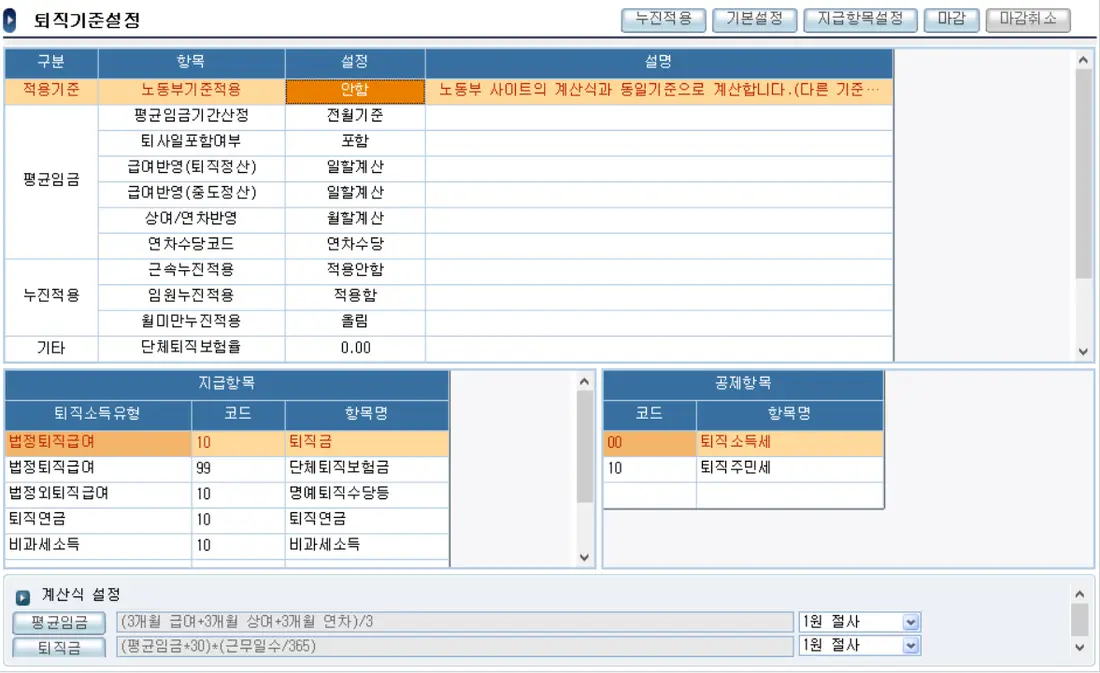 퇴직기준설정 누진적용 기본설정 지급항목설정 마감 마감취소
구분 항목 설정 설명
적용기준 노동부기준적용 안함 노동부 사이트의 계산식과 동일기준으로 계산합니다.(다른 기준…
평균임금기간산정 전월기준
퇴사일포함여부 포함
평균임금 급여반영(퇴직정산) 일할계산
급여반영(중도정산) 일할계산
상여/연차반영 월할계산
연차수당코드 연차수당
근속누진적용 적용안함
누진적용 임원누진적용 적용함
월미만누진적용 올림
기타 단체퇴직보험율 0.00
지급항목
퇴직소득유형 코드 항목명
법정퇴직급여 10 퇴직금
법정퇴직급여 99 단체퇴직보험금
법정외퇴직급여 10 명예퇴직수당등
퇴직연금 10 퇴직연금
비과세소득 10 비과세소득
공제항목
코드 항목명
00 퇴직소득세
10 퇴직주민세
계산식 설정
평균임금 (3개월 급여+3개월 상여+3개월 연차)/3 1원 절사
퇴직금 (평균임금*30)*(근무일수/365) 1원 절사